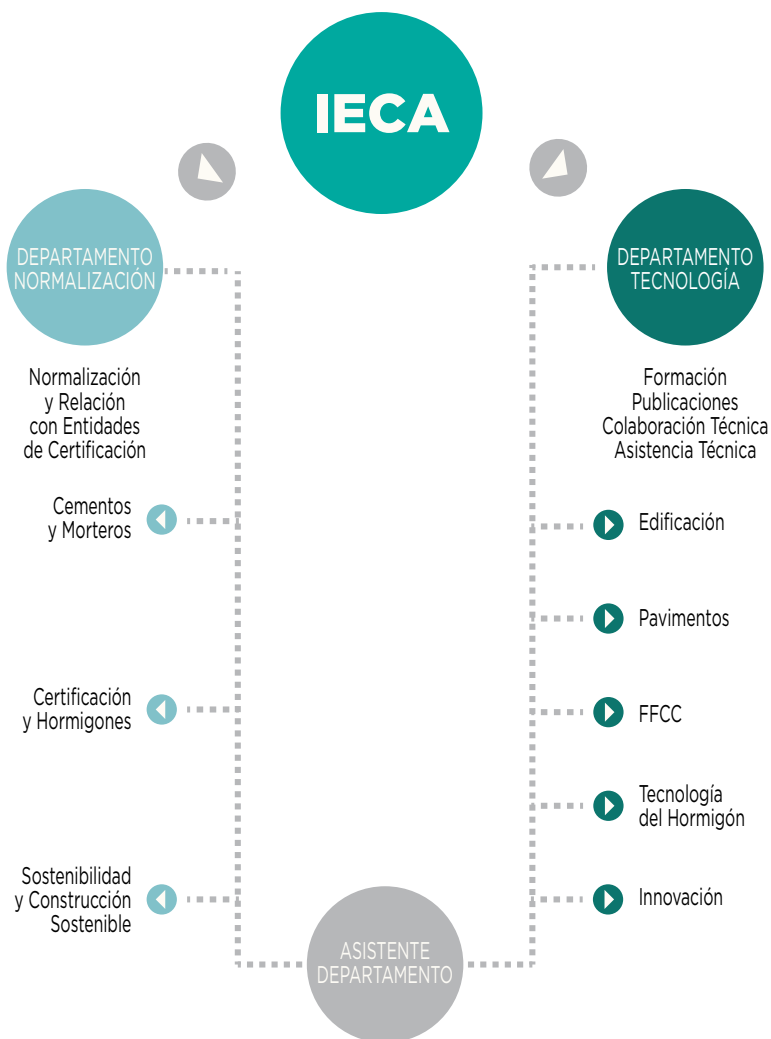 IECA
DEPARTAMENTO
NORMALIZACIÓN
Normalización
y Relación
con Entidades
de Certificación
Cementos
y Morteros
Certificación
y Hormigones
Sostenibilidad
y Construcción
Sostenible
DEPARTAMENTO
TECNOLOGÍA
Formación
Publicaciones
Colaboración Técnica
Asistencia Técnica
Edificación
Pavimentos
FFCC
Tecnología
del Hormigón
Innovación
ASISTENTE
DEPARTAMENTO